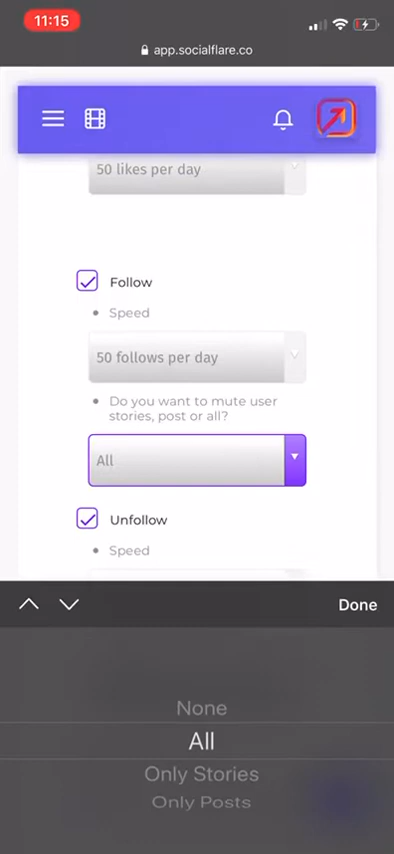 11:15
app.socialflare.co
50 likes per day
Follow
Speed
50 follows per day
Do you want to mute user
stories, post or all?
All
Unfollow
Speed
Done
None
All
Only Stories
Only Posts